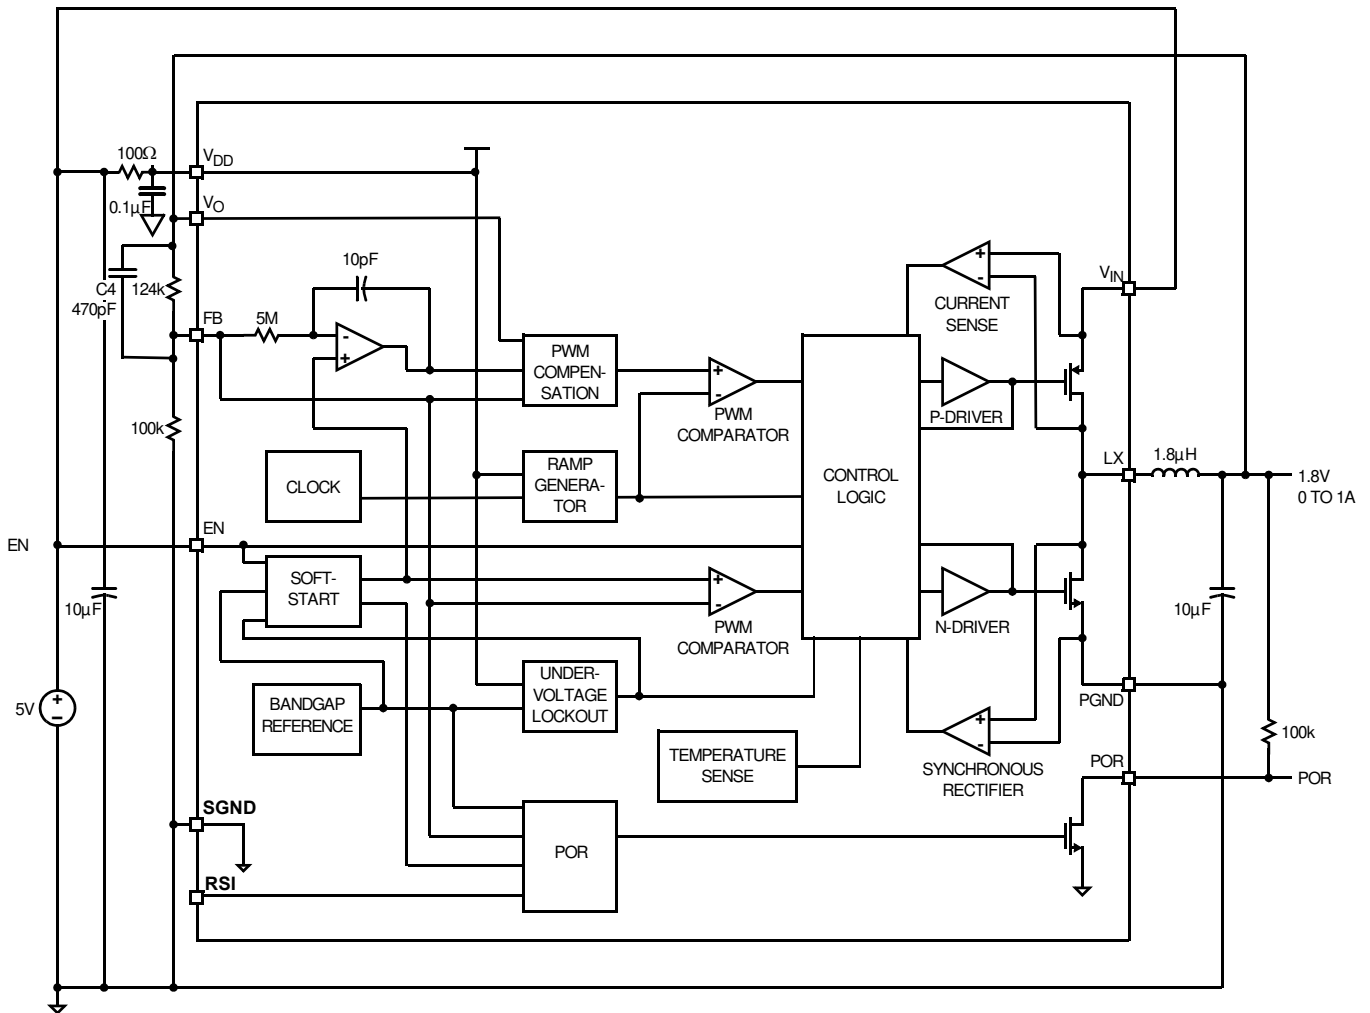 100Ω
VDD
0.1µF
VO
C4
470pF
124k
10pF
FB
5M
-
+
100k
PWM
COMPEN-
SATION
+
-
PWM
COMPARATOR
+
-
CURRENT
SENSE
VIN
P-DRIVER
CLOCK
RAMP
GENERA-
TOR
CONTROL
LOGIC
LX
1.8µH
1.8V
0 TO 1A
EN
EN
SOFT-
START
+
-
PWM
COMPARATOR
N-DRIVER
10µF
10µF
5V
+
-
BANDGAP
REFERENCE
UNDER-
VOLTAGE
LOCKOUT
TEMPERATURE
SENSE
+
-
SYNCHRONOUS
RECTIFIER
PGND
100k
POR
POR
SGND
RSI
POR